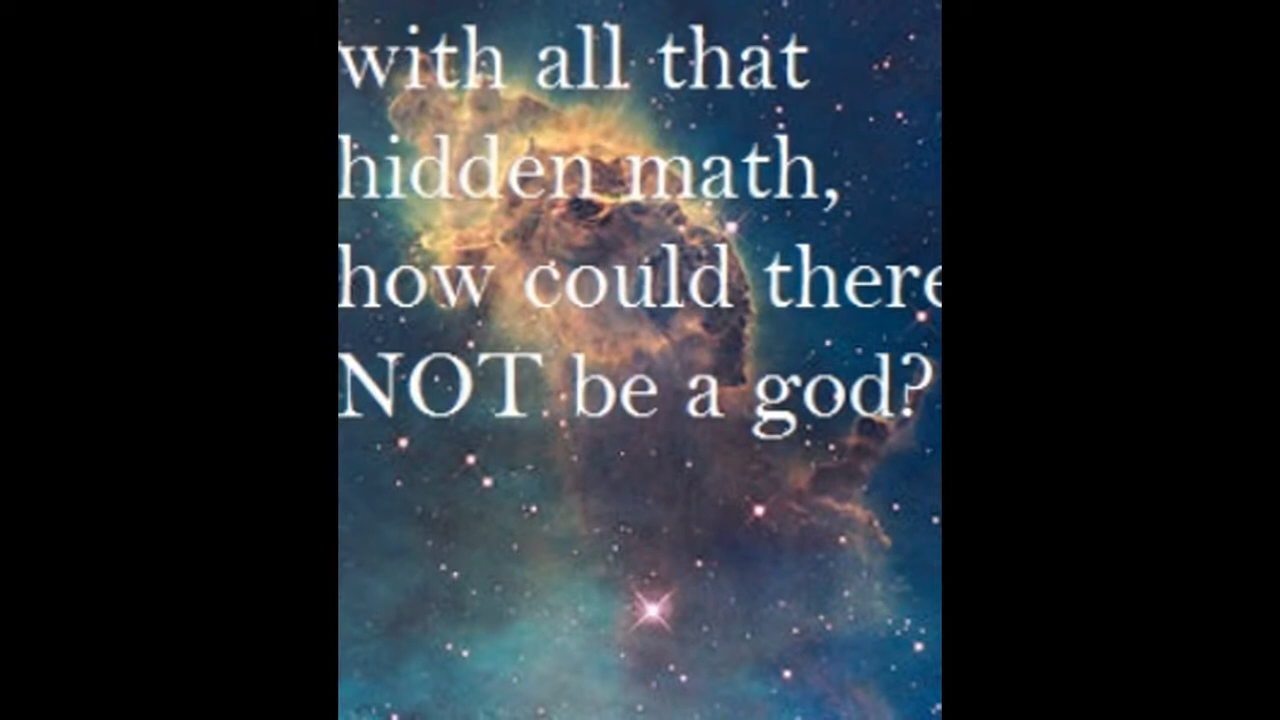 with all that
hidden math,
how could there
NOT be a god?